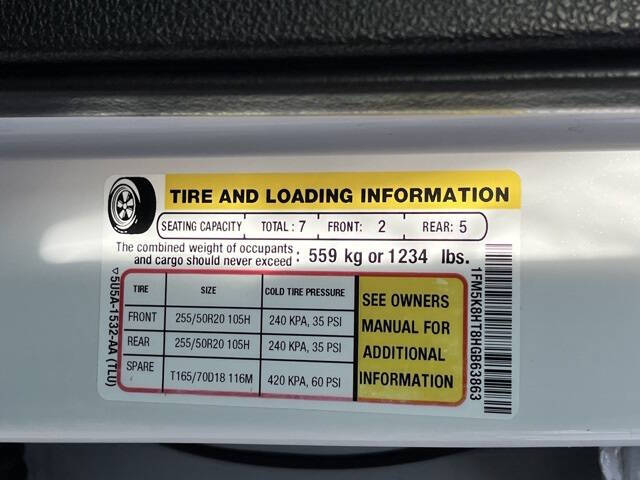 TIRE AND LOADING INFORMATION
SEATING CAPACITY TOTAL : 7 FRONT: 2 REAR: 5
The combined weight of occupants
and cargo should never exceed : 559 kg or 1234 lbs.
TIRE SIZE COLD TIRE PRESSURE
FRONT 255/50R20 105H 240 KPA, 35 PSI
REAR 255/50R20 105H 240 KPA, 35 PSI
SPARE T165/70D18 116M 420 KPA, 60 PSI
SEE OWNERS
MANUAL FOR
ADDITIONAL
INFORMATION
▽5U5A-1532-AA (TL0)
1FM5K8HT8HGB63863